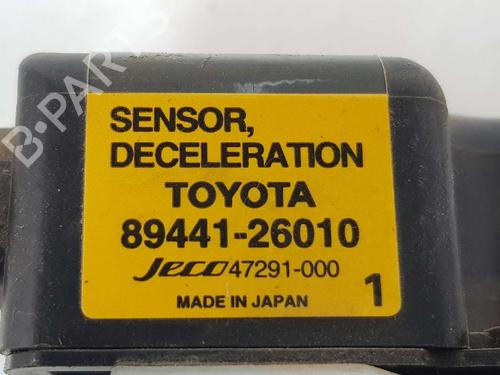 B-PARTS
SENSOR,
DECELERATION
TOYOTA
89441-26010
Jeco 47291-000
MADE IN JAPAN 1